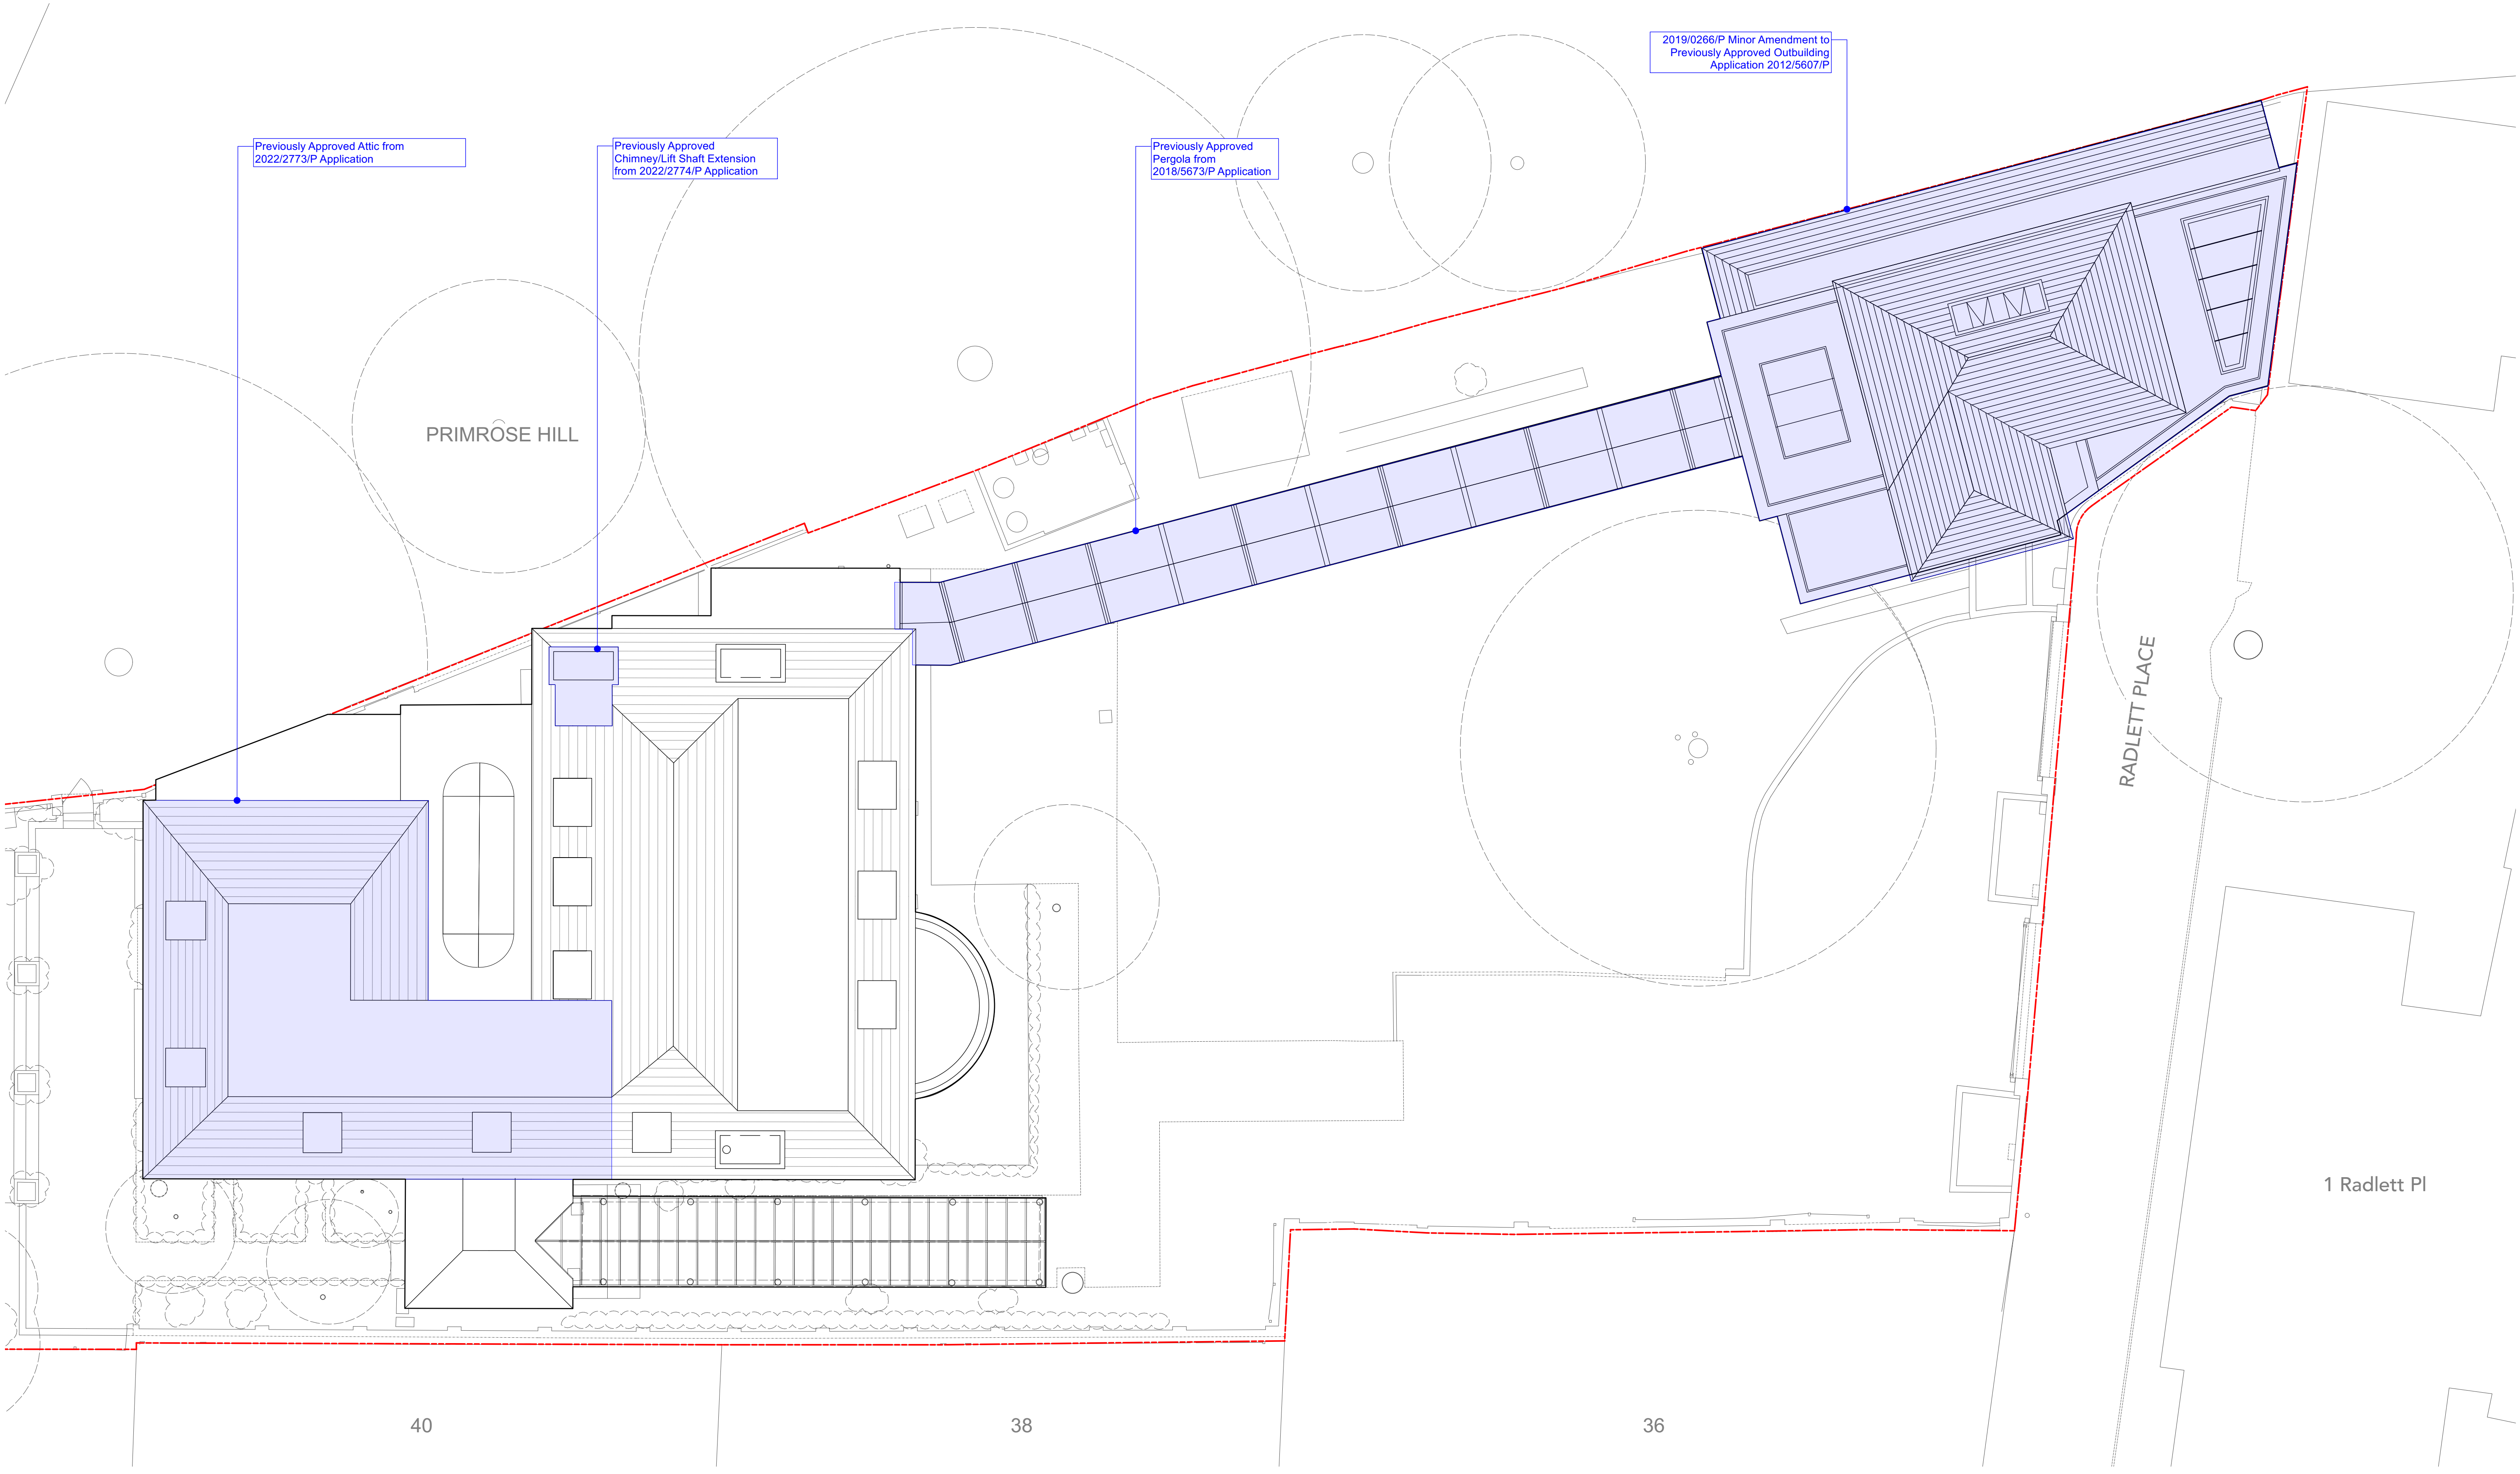 2019/0266/P Minor Amendment to
Previously Approved Outbuilding
Application 2012/5607/P
Previously Approved Attic from
2022/2773/P Application
Previously Approved
Chimney/Lift Shaft Extension
from 2022/2774/P Application
Previously Approved
Pergola from
2018/5673/P Application
PRIMROSE HILL
RADLETT PLACE
1 Radlett Pl
40
38
36